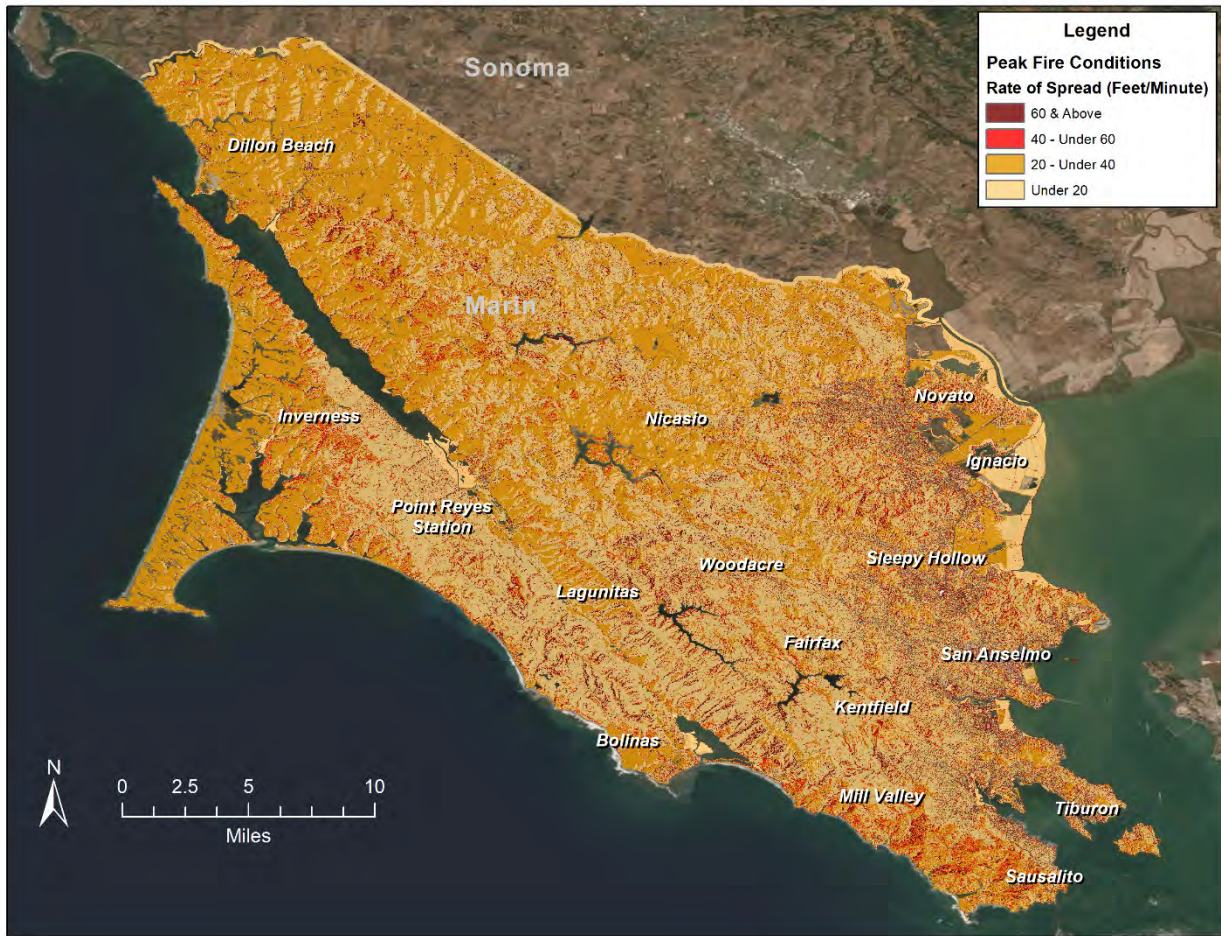 Legend
Peak Fire Conditions
Rate of Spread (Feet/Minute)
60 & Above
40 - Under 60
20 - Under 40
Under 20
Sonoma
Dillon Beach
Marin
Novato
Inverness
Nicasio
Ignacio
Point Reyes
Station
Sleepy Hollow
Woodacre
Lagunitas
Fairfax
San Anselmo
Kentfield
Bolinas
Mill Valley
Tiburon
Sausalito
N
0 2.5 5 10
Miles